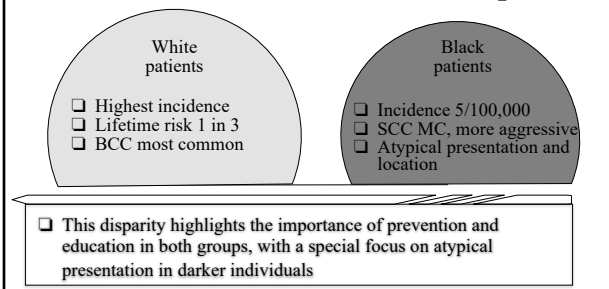 White
patients
❑ Highest incidence
❑ Lifetime risk 1 in 3
❑ BCC most common
Black
patients
❑ Incidence 5/100,000
❑ SCC MC, more aggressive
❑ Atypical presentation and
location
❑ This disparity highlights the importance of prevention and
education in both groups, with a special focus on atypical
presentation in darker individuals